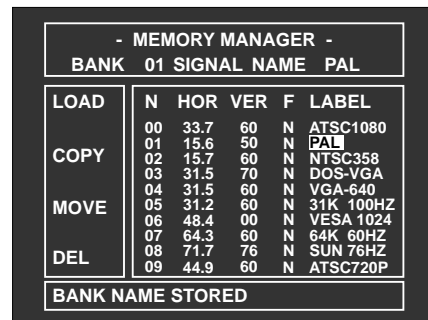 - MEMORY MANAGER -
BANK 01 SIGNAL NAME PAL
LOAD
COPY
MOVE
DEL
N HOR VER F LABEL
00 33.7 60 N ATSC1080
01 15.6 50 N PAL
02 15.7 60 N NTSC358
03 31.5 70 N DOS-VGA
04 31.5 60 N VGA-640
05 31.2 60 N 31K 100HZ
06 48.4 00 N VESA 1024
07 64.3 60 N 64K 60HZ
08 71.7 76 N SUN 76HZ
09 44.9 60 N ATSC720P
BANK NAME STORED